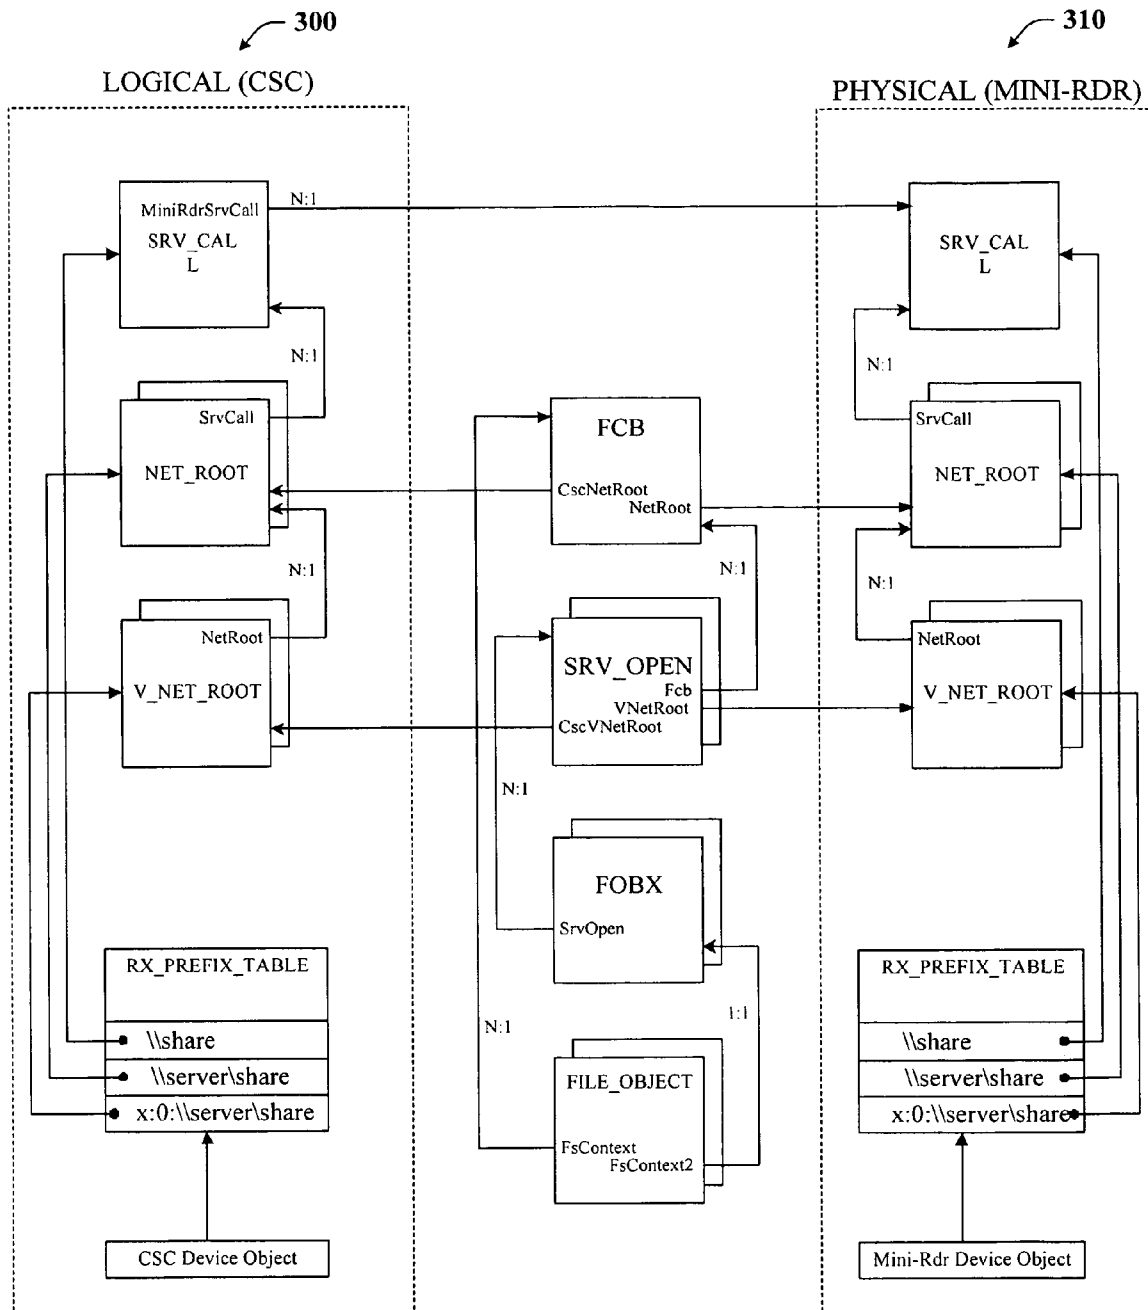 300
310
LOGICAL (CSC)
PHYSICAL (MINI-RDR)
MiniRdrSrvCall
SRV_CAL
L
N:1
SRV_CAL
L
N:1
N:1
SrvCall
NET_ROOT
FCB
CscNetRoot
NetRoot
SrvCall
NET_ROOT
N:1
N:1
N:1
NetRoot
V_NET_ROOT
SRV_OPEN
Fcb
VNetRoot
CscVNetRoot
NetRoot
V_NET_ROOT
N:1
FOBX
SrvOpen
RX_PREFIX_TABLE
\\share
\\server\share
x:0:\\server\share
N:1
1:1
FILE_OBJECT
FsContext
FsContext2
RX_PREFIX_TABLE
\\share
\\server\share
x:0:\\server\share
CSC Device Object
Mini-Rdr Device Object